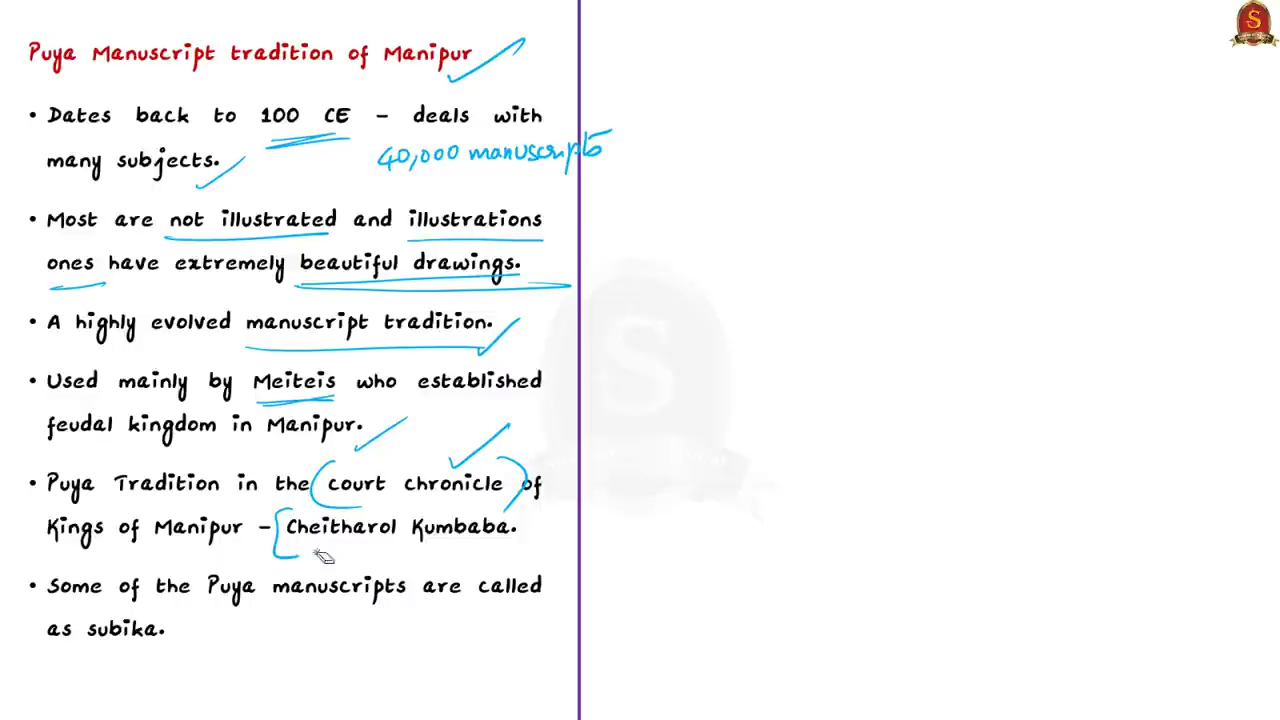 Puya Manuscript tradition of Manipur
• Dates back to 100 CE – deals with
40,000 manuscripts
many subjects.
• Most are not illustrated and illustrations
ones have extremely beautiful drawings.
• A highly evolved manuscript tradition.
• Used mainly by Meiteis who established
feudal kingdom in Manipur.
• Puya Tradition in the court chronicle of
Kings of Manipur – Cheitharol Kumbaba.
• Some of the Puya manuscripts are called
as subika.
S
S